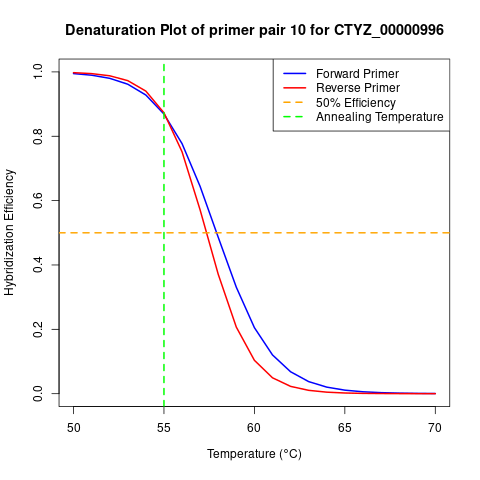 Denaturation Plot of primer pair 10 for CTYZ_00000996
Forward Primer
Reverse Primer
50% Efficiency
Annealing Temperature
Hybridization Efficiency
1.0
0.8
0.6
0.4
0.2
0.0
50 55 60 65 70
Temperature (°C)